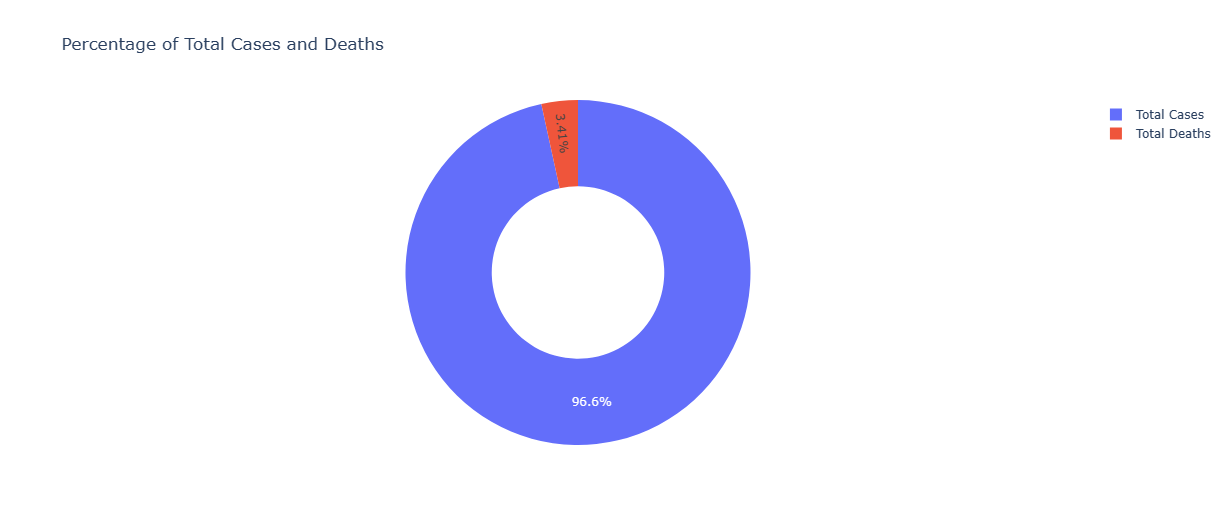 Percentage of Total Cases and Deaths
Total Cases
Total Deaths
3.41%
96.6%